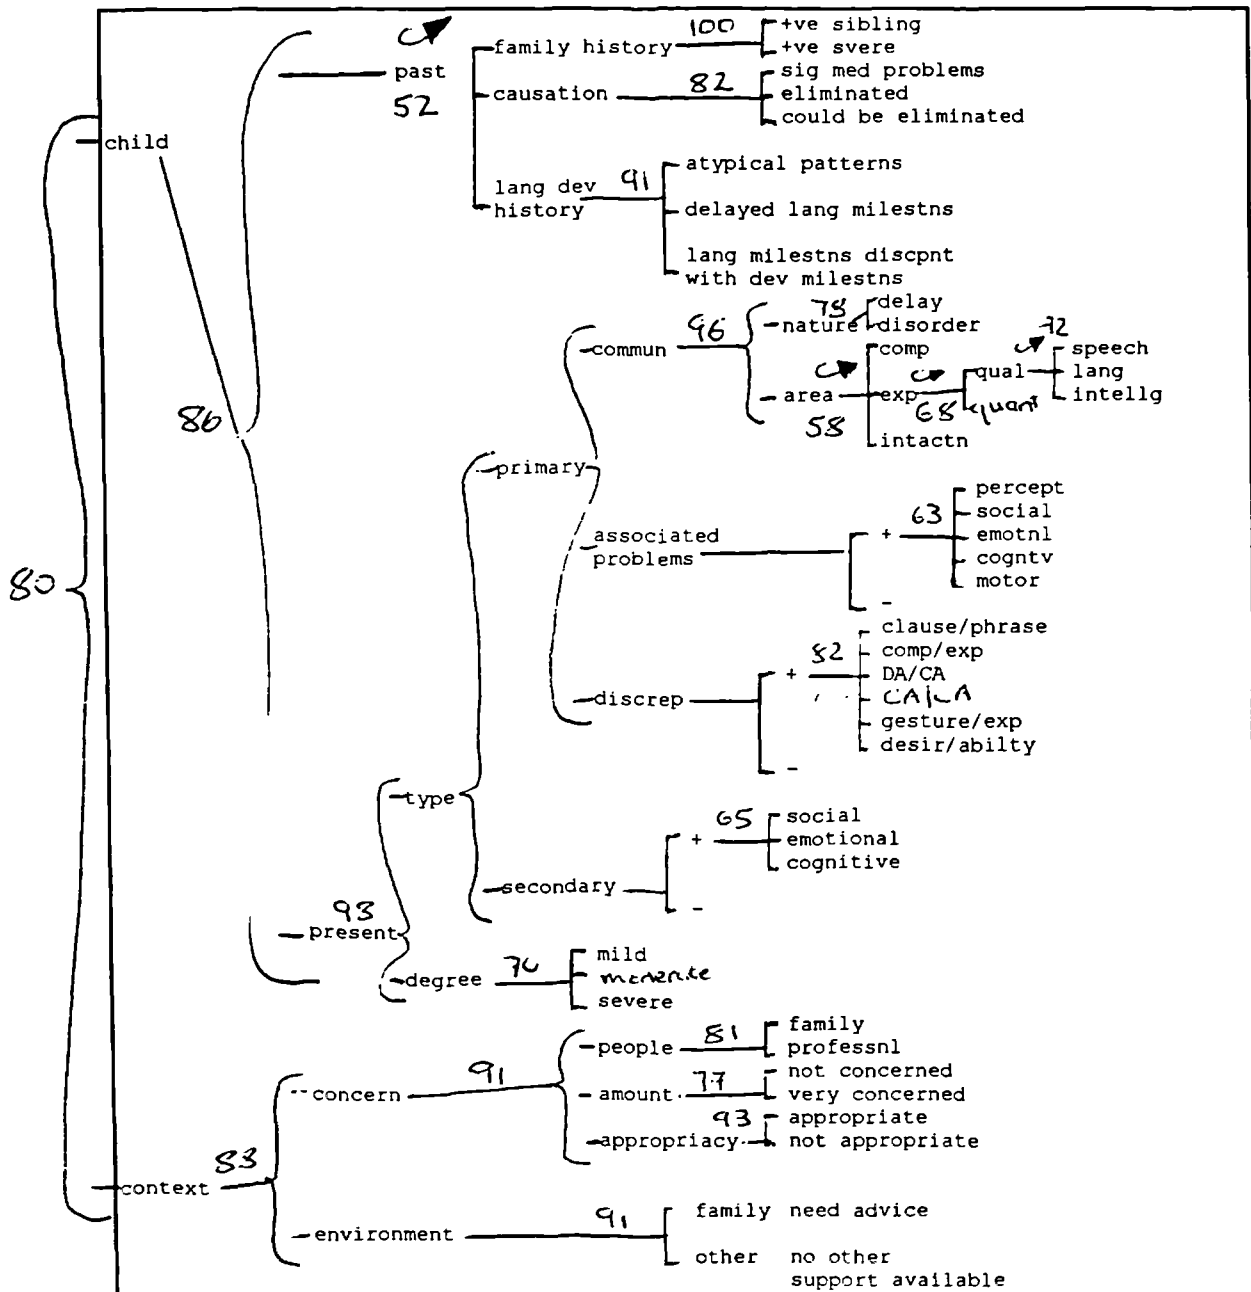 100 +ve sibling
family history +ve svere
past sig med problems
52 causation 82 eliminated
could be eliminated
child
lang dev 91 atypical patterns
history delayed lang milestns
lang milestns discpnt
with dev milestns
86
commun 96 nature 78 delay
disorder
area 58 comp
exp 68 qual 72 speech
lang
quant intellg
intactn
primary
associated
problems + 63 percept
social
emotnl
cogntv
motor
-
80
discrep + 82 clause/phrase
comp/exp
DA/CA
CA/LA
gesture/exp
desir/abilty
-
type
secondary + 65 social
emotional
cognitive
-
93
present
degree mild
moderate
severe
concern 91 people 81 family
professnl
amount 77 not concerned
very concerned
appropriacy 93 appropriate
not appropriate
context 83
environment 91 family need advice
other no other
support available